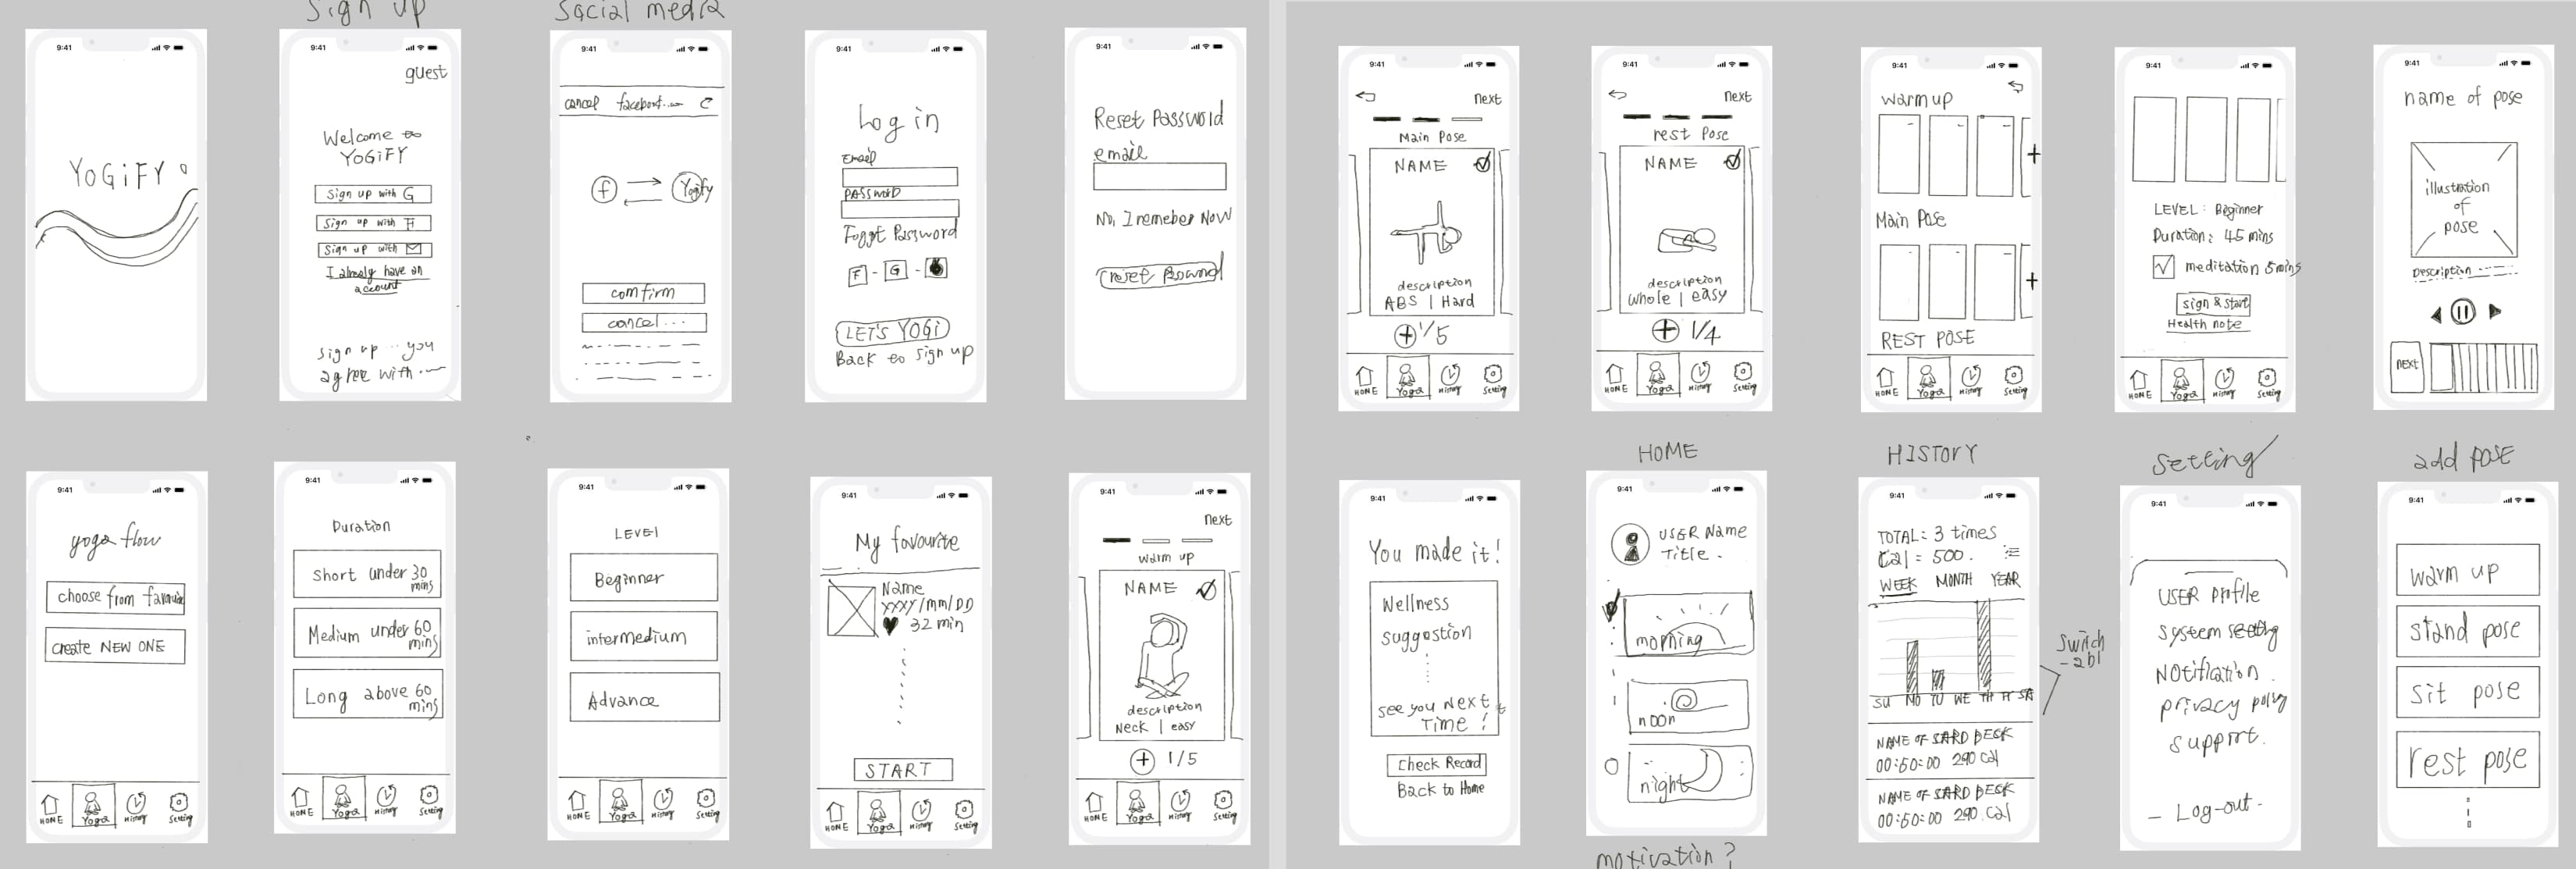 Sign up
Social media
9:41
YOGiFY
9:41
guest
Welcome to
YOGiFY
Sign up with G
Sign up with F
Sign up with
I already have an
account
Sign up ... you
agree with
9:41
cancel
f
Yogify
comfirm
cancel...
9:41
Log in
Email
PASSWORD
Password
F - G -
LET'S YOGi
Back to sign up
9:41
Reset Password
email
No, I remeber Now
9:41
yoga flow
choose from
create NEW ONE
HOME
Yoga
History
Setting
9:41
Duration
Short under 30
mins
Medium under 60
mins
Long above 60
mins
HOME
Yoga
History
Setting
9:41
LEVEL
Beginner
intermedium
Advance
HOME
Yoga
History
Setting
9:41
My favourite
Name
XXXY/mm/DD
32 min
START
HOME
Yoga
History
Setting
9:41
next
warm up
NAME
description
Neck | easy
+ 1/5
HOME
Yoga
History
Setting
9:41
next
Main Pose
NAME
description
ABS | Hard
+ 1/5
HOME
Yoga
History
Setting
9:41
next
rest Pose
NAME
description
whole | easy
+ 1/4
HOME
Yoga
History
Setting
9:41
warm up
+
Main Pose
+
REST POSE
HOME
Yoga
History
Setting
9:41
LEVEL: Beginner
Duration: 45 mins
meditation 5mins
sign & start
Health note
HOME
Yoga
History
Setting
9:41
name of pose
illustration
of
pose
Description
NEXT
9:41
You made it!
Wellness
suggestion
see you Next
Time !
Check Record
Back to Home
HOME
9:41
USER Name
Title.
morning
noon
night
motivation?
HISTORY
9:41
TOTAL: 3 times
Cal = 500.
WEEK MONTH YEAR
SU MO TU WE TH Fr SA
NAME OF
00:50:00 290 cal
NAME OF
00:50:00 290.cal
Switch
Setting
9:41
USER Profile
system setting
Notifiation.
privacy
support.
- Log-out -
add pose
9:41
warm up
stand pose
sit pose
rest pose